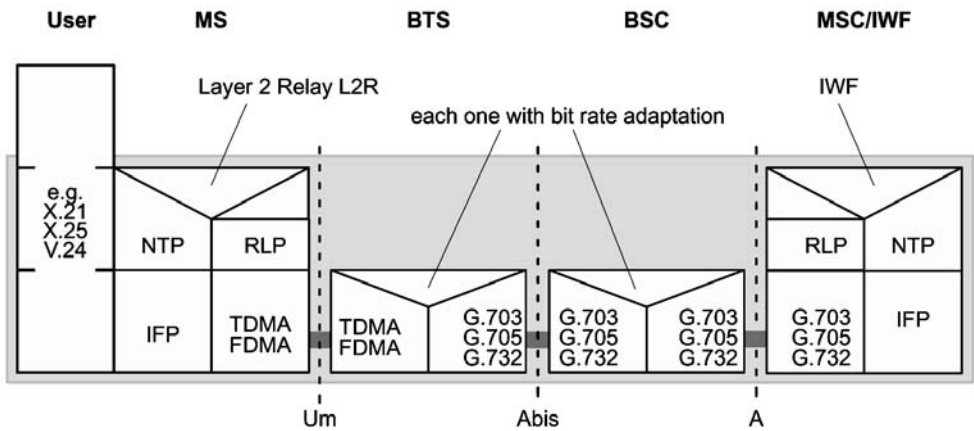 User MS BTS BSC MSC/IWF
Layer 2 Relay L2R
IWF
each one with bit rate adaptation
e.g.
X.21
X.25
V.24
NTP RLP
RLP NTP
IFP
TDMA
FDMA
TDMA
FDMA
G.703
G.705
G.732
G.703
G.705
G.732
G.703
G.705
G.732
G.703
G.705
G.732
IFP
Um Abis A